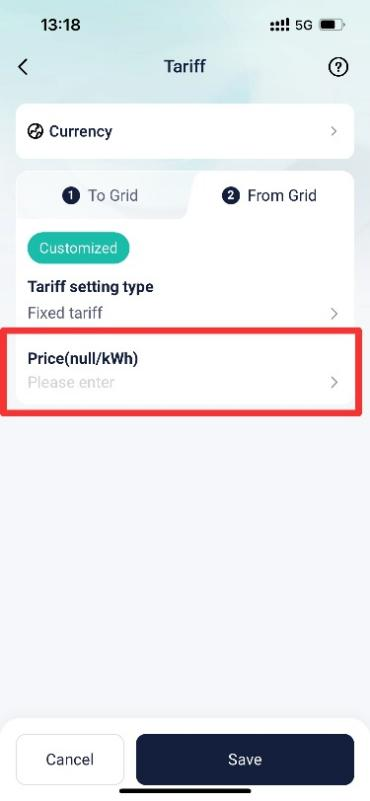 13:18 5G
Tariff
Currency
1 To Grid 2 From Grid
Customized
Tariff setting type
Fixed tariff
Price(null/kWh)
Please enter
Cancel Save